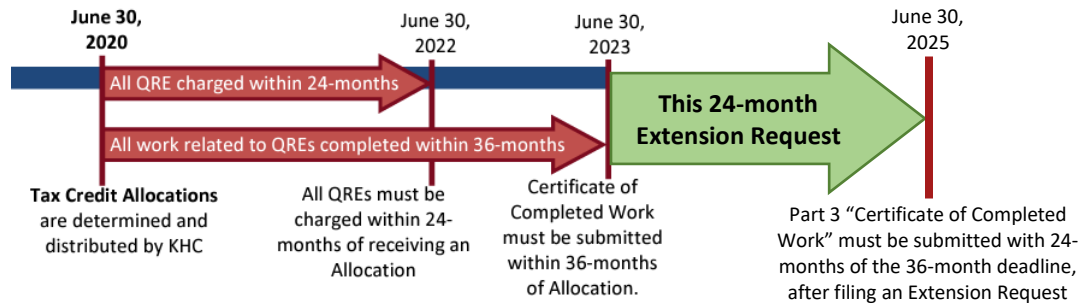 June 30,
2020
June 30,
2022
June 30,
2023
June 30,
2025
All QRE charged within 24-months
All work related to QREs completed within 36-months
This 24-month
Extension Request
Tax Credit Allocations
are determined and
distributed by KHC
All QREs must be
charged within 24-
months of receiving an
Allocation
Certificate of
Completed Work
must be submitted
within 36-months
of Allocation.
Part 3 “Certificate of Completed
Work” must be submitted with 24-
months of the 36-month deadline,
after filing an Extension Request